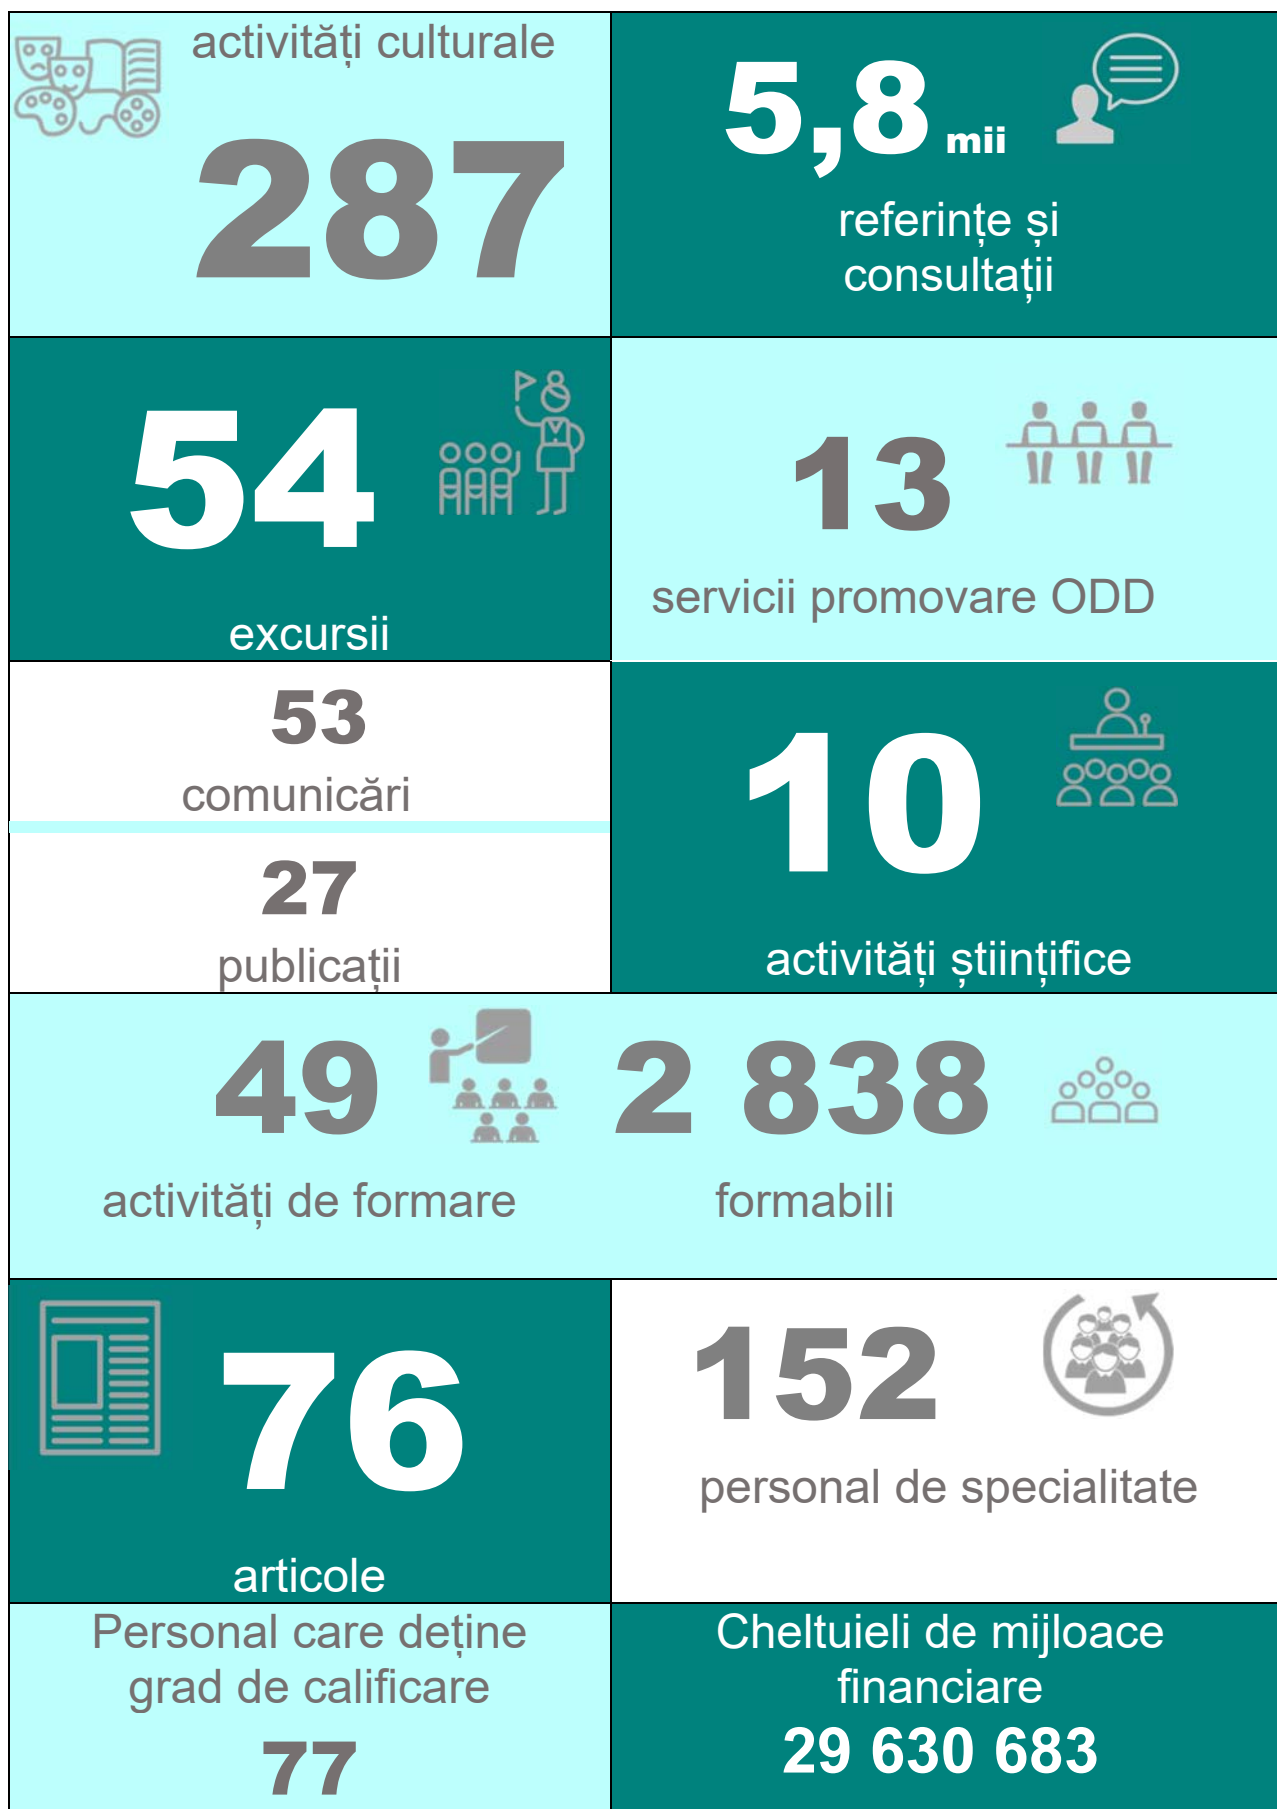 activități culturale
287
5,8 mii
referințe și
consultații
54
excursii
13
servicii promovare ODD
53
comunicări
27
publicații
10
activități științifice
49
activități de formare
2 838
formabili
76
articole
152
personal de specialitate
Personal care deține
grad de calificare
77
Cheltuieli de mijloace
financiare
29 630 683